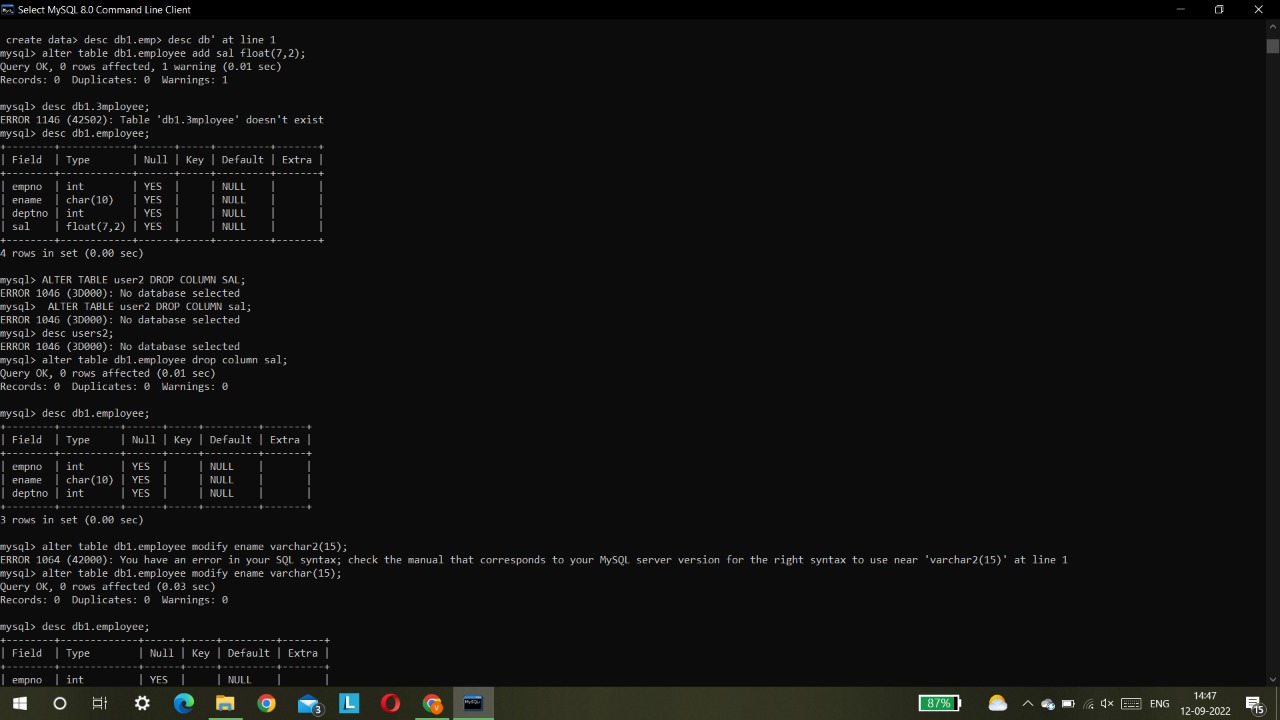 Select MySQL 8.0 Command Line Client
create data> desc db1.emp> desc db' at line 1
mysql> alter table db1.employee add sal float(7,2);
Query OK, 0 rows affected, 1 warning (0.01 sec)
Records: 0  Duplicates: 0  Warnings: 1
mysql> desc db1.3mployee;
ERROR 1146 (42S02): Table 'db1.3mployee' doesn't exist
mysql> desc db1.employee;
+--------+------------+------+-----+---------+-------+
| Field  | Type       | Null | Key | Default | Extra |
+--------+------------+------+-----+---------+-------+
| empno  | int        | YES  |     | NULL    |       |
| ename  | char(10)   | YES  |     | NULL    |       |
| deptno | int        | YES  |     | NULL    |       |
| sal    | float(7,2) | YES  |     | NULL    |       |
+--------+------------+------+-----+---------+-------+
4 rows in set (0.00 sec)
mysql> ALTER TABLE user2 DROP COLUMN SAL;
ERROR 1046 (3D000): No database selected
mysql>  ALTER TABLE user2 DROP COLUMN sal;
ERROR 1046 (3D000): No database selected
mysql> desc users2;
ERROR 1046 (3D000): No database selected
mysql> alter table db1.employee drop column sal;
Query OK, 0 rows affected (0.01 sec)
Records: 0  Duplicates: 0  Warnings: 0
mysql> desc db1.employee;
+--------+----------+------+-----+---------+-------+
| Field  | Type     | Null | Key | Default | Extra |
+--------+----------+------+-----+---------+-------+
| empno  | int      | YES  |     | NULL    |       |
| ename  | char(10) | YES  |     | NULL    |       |
| deptno | int      | YES  |     | NULL    |       |
+--------+----------+------+-----+---------+-------+
3 rows in set (0.00 sec)
mysql> alter table db1.employee modify ename varchar2(15);
ERROR 1064 (42000): You have an error in your SQL syntax; check the manual that corresponds to your MySQL server version for the right syntax to use near 'varchar2(15)' at line 1
mysql> alter table db1.employee modify ename varchar(15);
Query OK, 0 rows affected (0.03 sec)
Records: 0  Duplicates: 0  Warnings: 0
mysql> desc db1.employee;
+--------+-------------+------+-----+---------+-------+
| Field  | Type        | Null | Key | Default | Extra |
+--------+-------------+------+-----+---------+-------+
| empno  | int         | YES  |     | NULL    |       |
3
L
V
MySQL
87%
ENG
14:47
12-09-2022
15